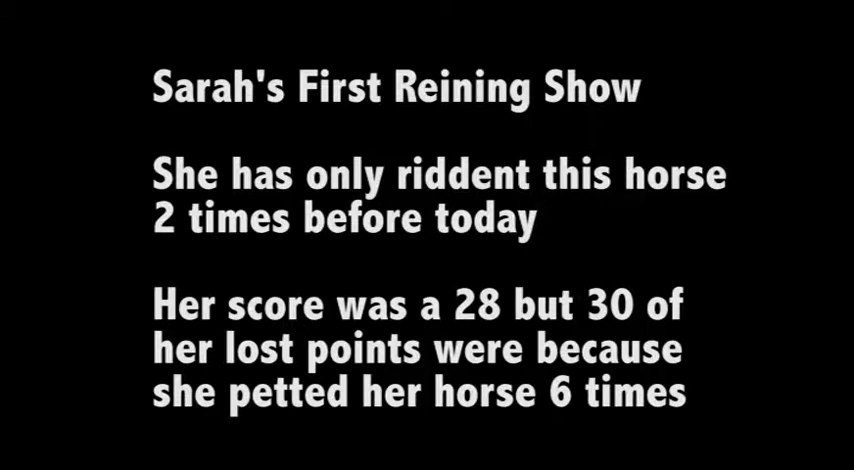 Sarah's First Reining Show
She has only riddent this horse
2 times before today
Her score was a 28 but 30 of
her lost points were because
she petted her horse 6 times